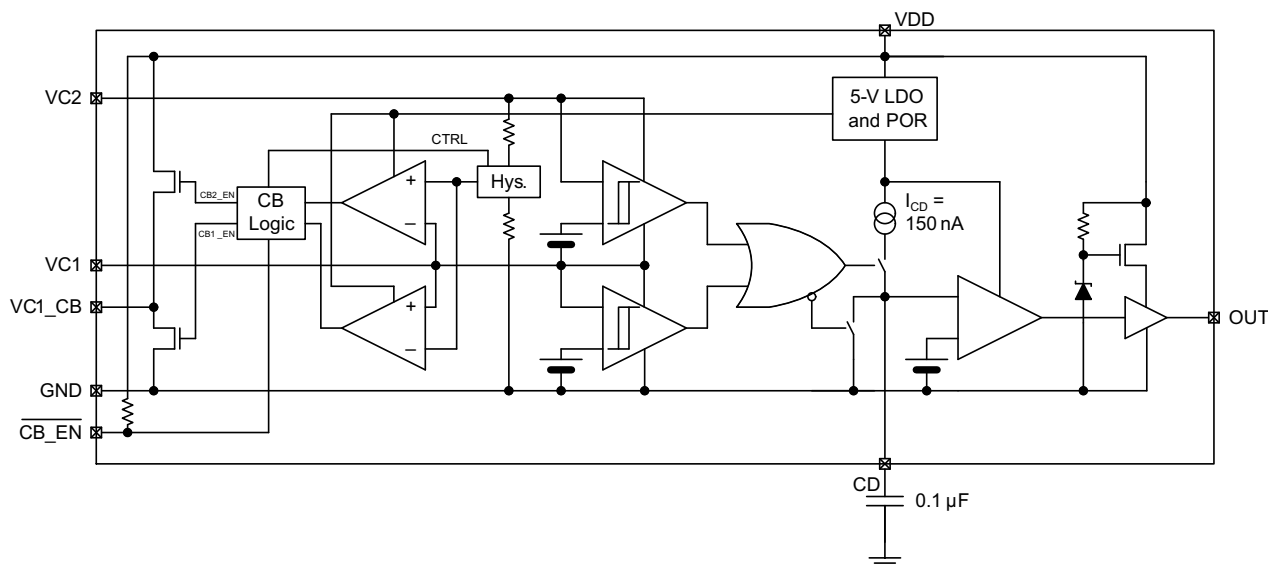 VDD
VC2
5-V LDO
and POR
CTRL
+
Hys.
CB2_EN
CB
Logic
–
I_CD =
150 nA
CB1_EN
VC1
VC1_CB
+
–
OUT
GND
CB_EN
CD
0.1 µF